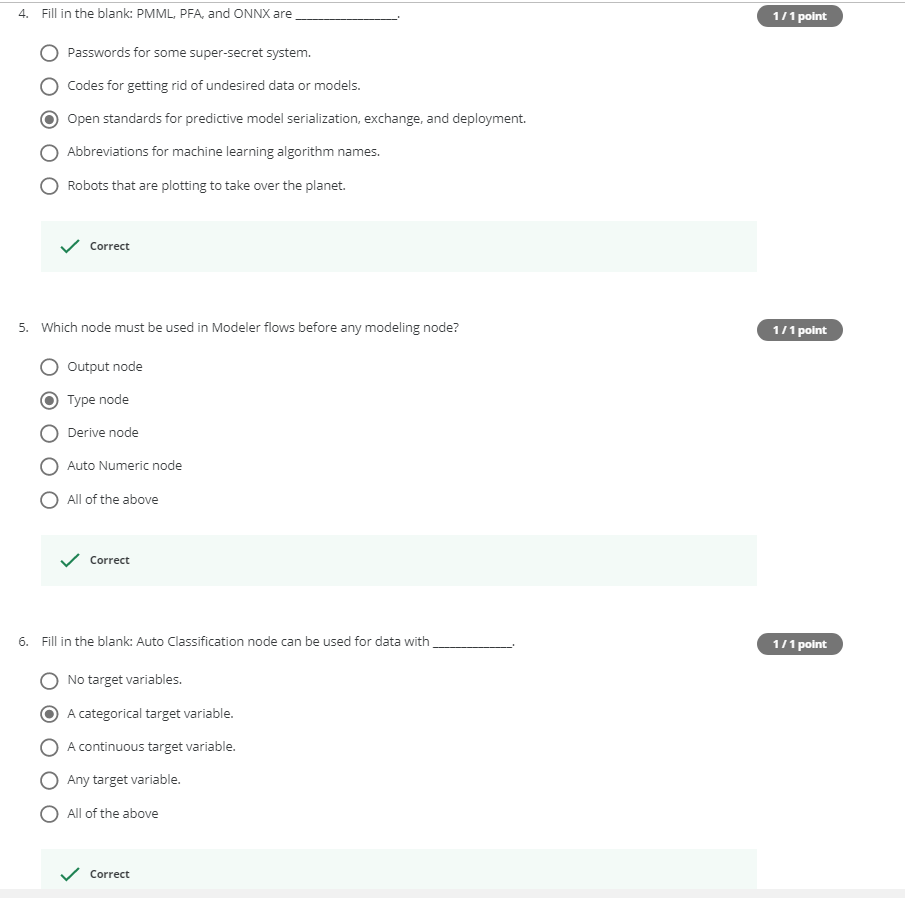 4. Fill in the blank: PMML, PFA, and ONNX are __________________. 1 / 1 point
Passwords for some super-secret system.
Codes for getting rid of undesired data or models.
Open standards for predictive model serialization, exchange, and deployment.
Abbreviations for machine learning algorithm names.
Robots that are plotting to take over the planet.
Correct
5. Which node must be used in Modeler flows before any modeling node? 1 / 1 point
Output node
Type node
Derive node
Auto Numeric node
All of the above
Correct
6. Fill in the blank: Auto Classification node can be used for data with ______________. 1 / 1 point
No target variables.
A categorical target variable.
A continuous target variable.
Any target variable.
All of the above
Correct